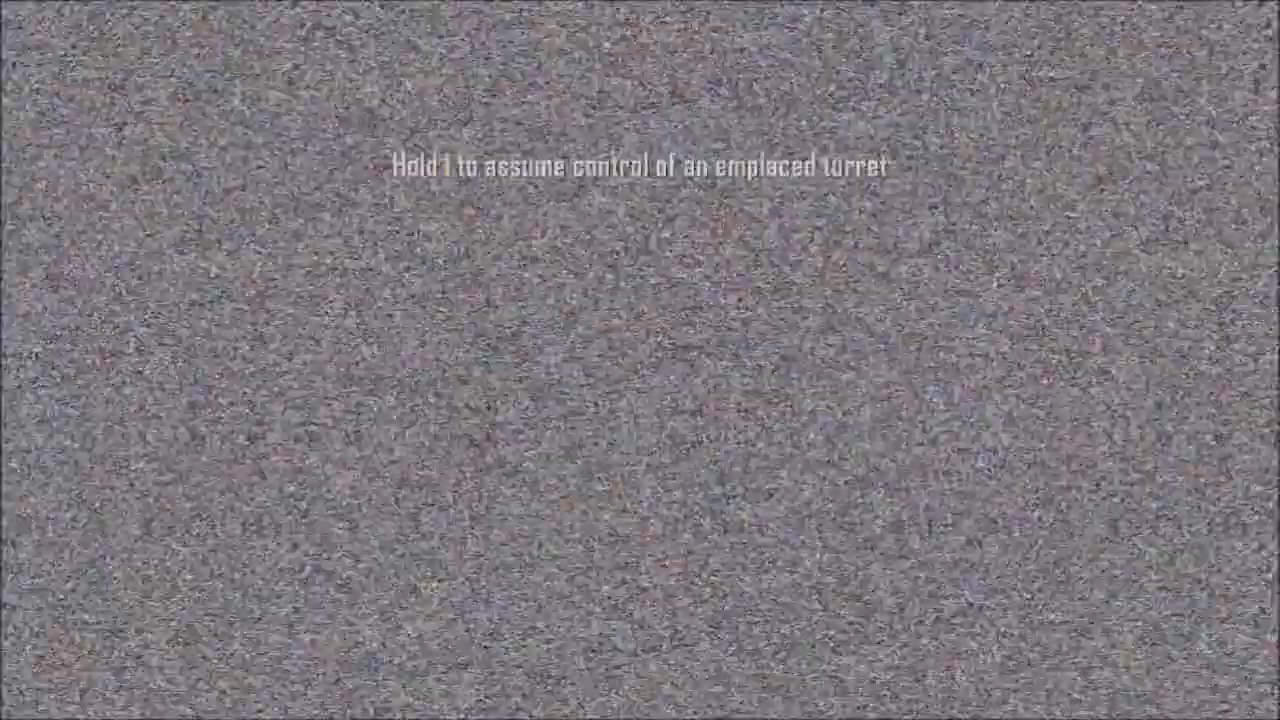 Hold 1 to assume control of an emplaced turret